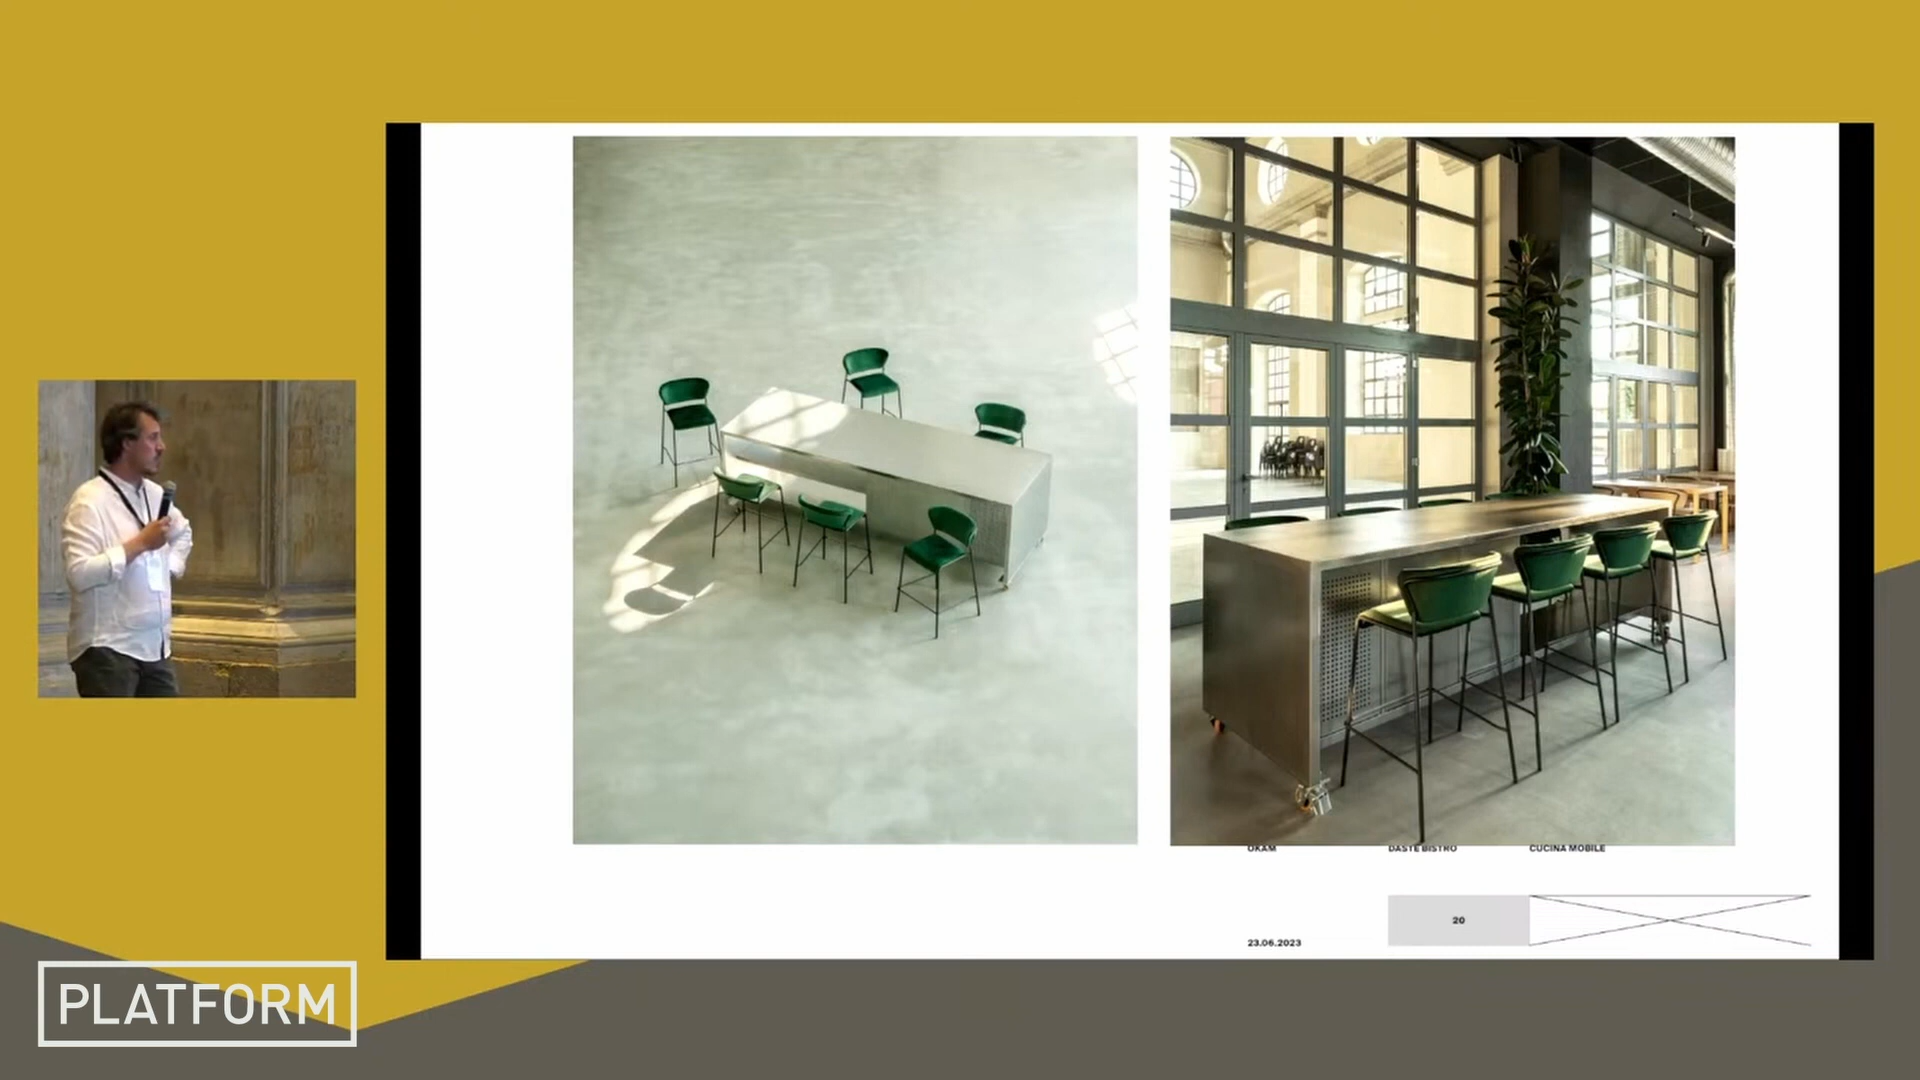 OKAM
DASTE BISTRO
CUCINA MOBILE
20
23.06.2023
PLATFORM